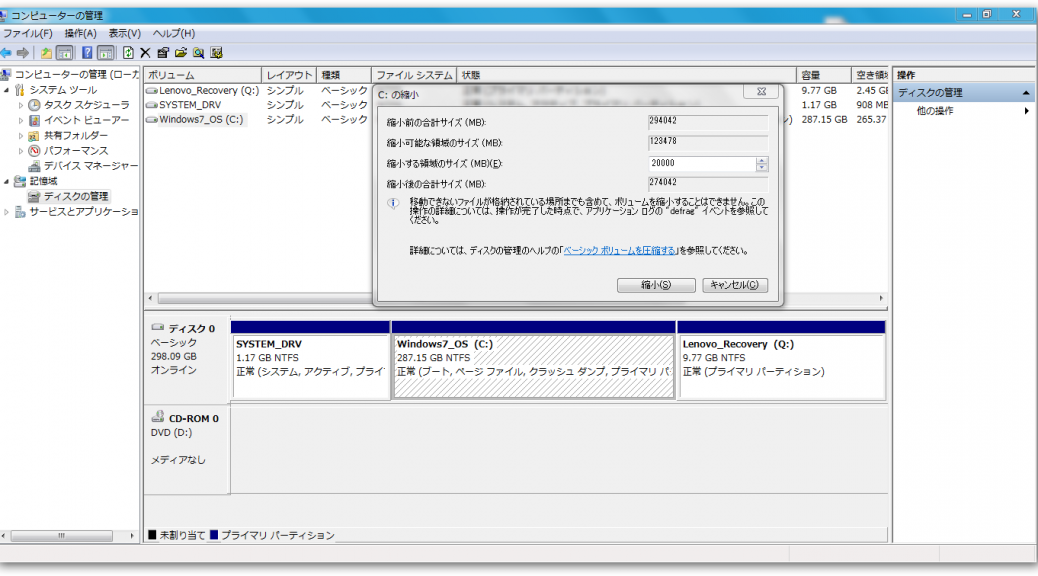 コンピューターの管理
ファイル(F) 操作(A) 表示(V) ヘルプ(H)
コンピューターの管理 (ローカ
システム ツール
タスク スケジューラ
イベント ビューアー
共有フォルダー
パフォーマンス
デバイス マネージャー
記憶域
ディスクの管理
サービスとアプリケーショ
ボリューム レイアウト 種類 ファイル システム 状態 容量 空き領域
Lenovo_Recovery (Q:) シンプル ベーシック 9.77 GB 2.45 GB
SYSTEM_DRV シンプル ベーシック 1.17 GB 908 MB
Windows7_OS (C:) シンプル ベーシック 287.15 GB 265.37
操作
ディスクの管理
他の操作
C: の縮小
縮小前の合計サイズ (MB): 294042
縮小可能な領域のサイズ (MB): 123478
縮小する領域のサイズ (MB)(E): 20000
縮小後の合計サイズ (MB): 274042
移動できないファイルが格納されている場所までも含めて、ボリュームを縮小することはできません。この
操作の詳細については、操作が完了した時点で、アプリケーション ログの "defrag" イベントを参照して
ください。
詳細については、ディスクの管理のヘルプの「ベーシック ボリュームを圧縮する」を参照してください。
縮小(S) キャンセル(C)
ディスク 0
ベーシック
298.09 GB
オンライン
SYSTEM_DRV
1.17 GB NTFS
正常 (システム, アクティブ, プライ
Windows7_OS (C:)
287.15 GB NTFS
正常 (ブート, ページ ファイル, クラッシュ ダンプ, プライマリ パ
Lenovo_Recovery (Q:)
9.77 GB NTFS
正常 (プライマリ パーティション)
CD-ROM 0
DVD (D:)
メディアなし
未割り当て プライマリ パーティション